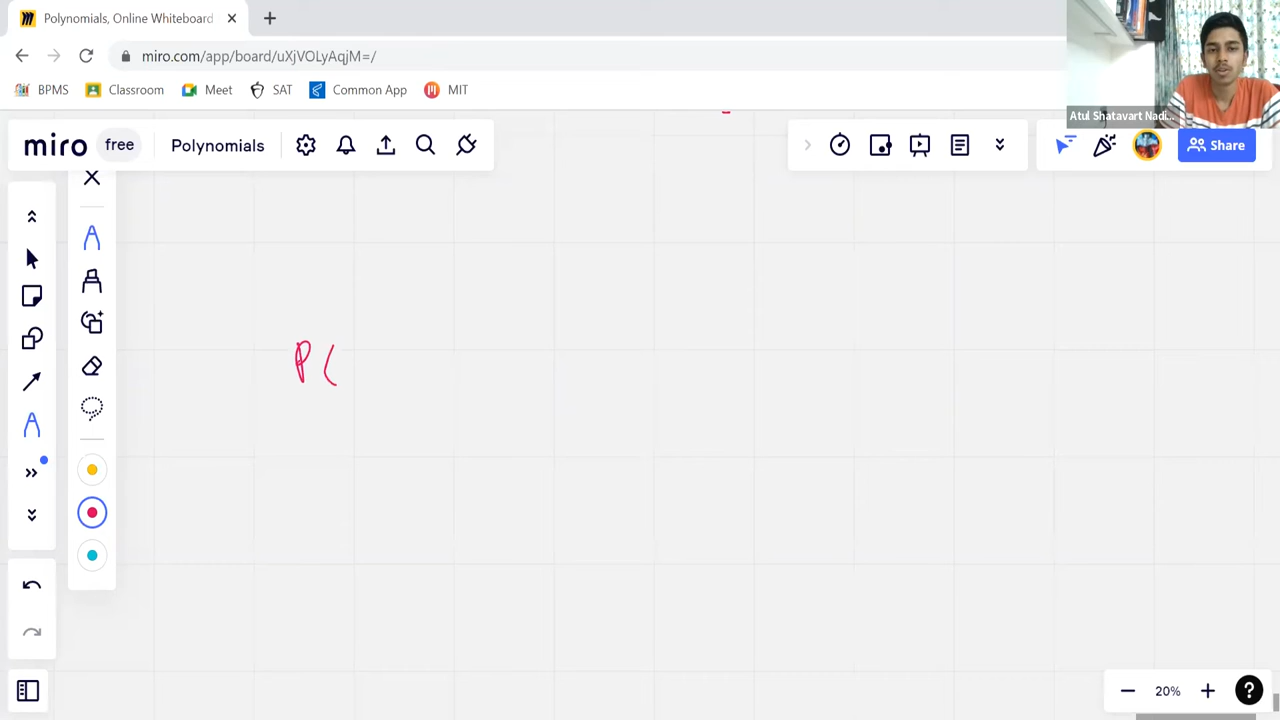 Polynomials, Online Whiteboard
miro.com/app/board/uXjVOLyAqjM=/
BPMS
Classroom
Meet
SAT
Common App
MIT
Atul Shatavart Nadi...
miro
free
Polynomials
Share
P(
20%
?